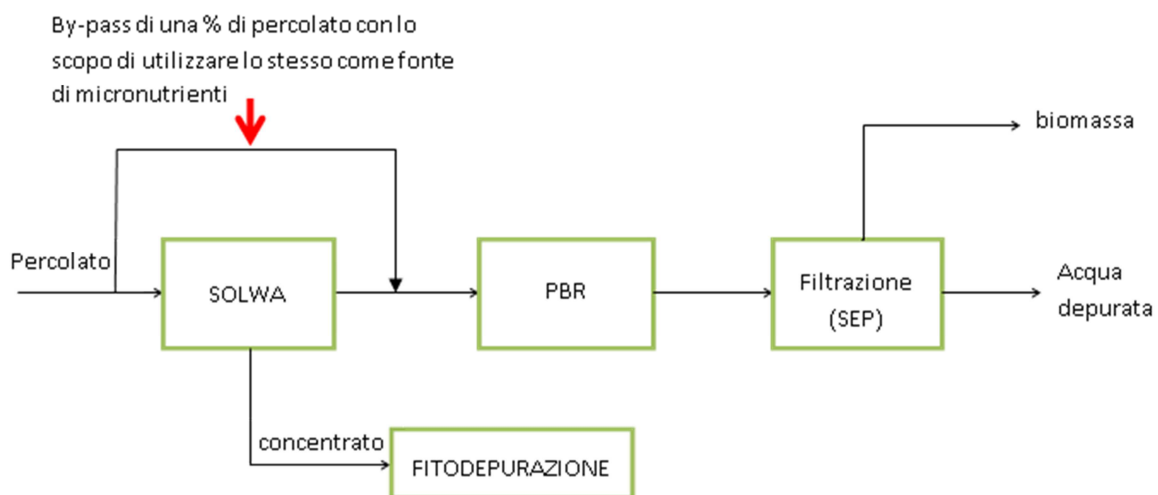 By-pass di una % di percolato con lo
scopo di utilizzare lo stesso come fonte
di micronutrienti
biomassa
Percolato
SOLWA
PBR
Filtrazione
(SEP)
Acqua
depurata
concentrato
FITODEPURAZIONE